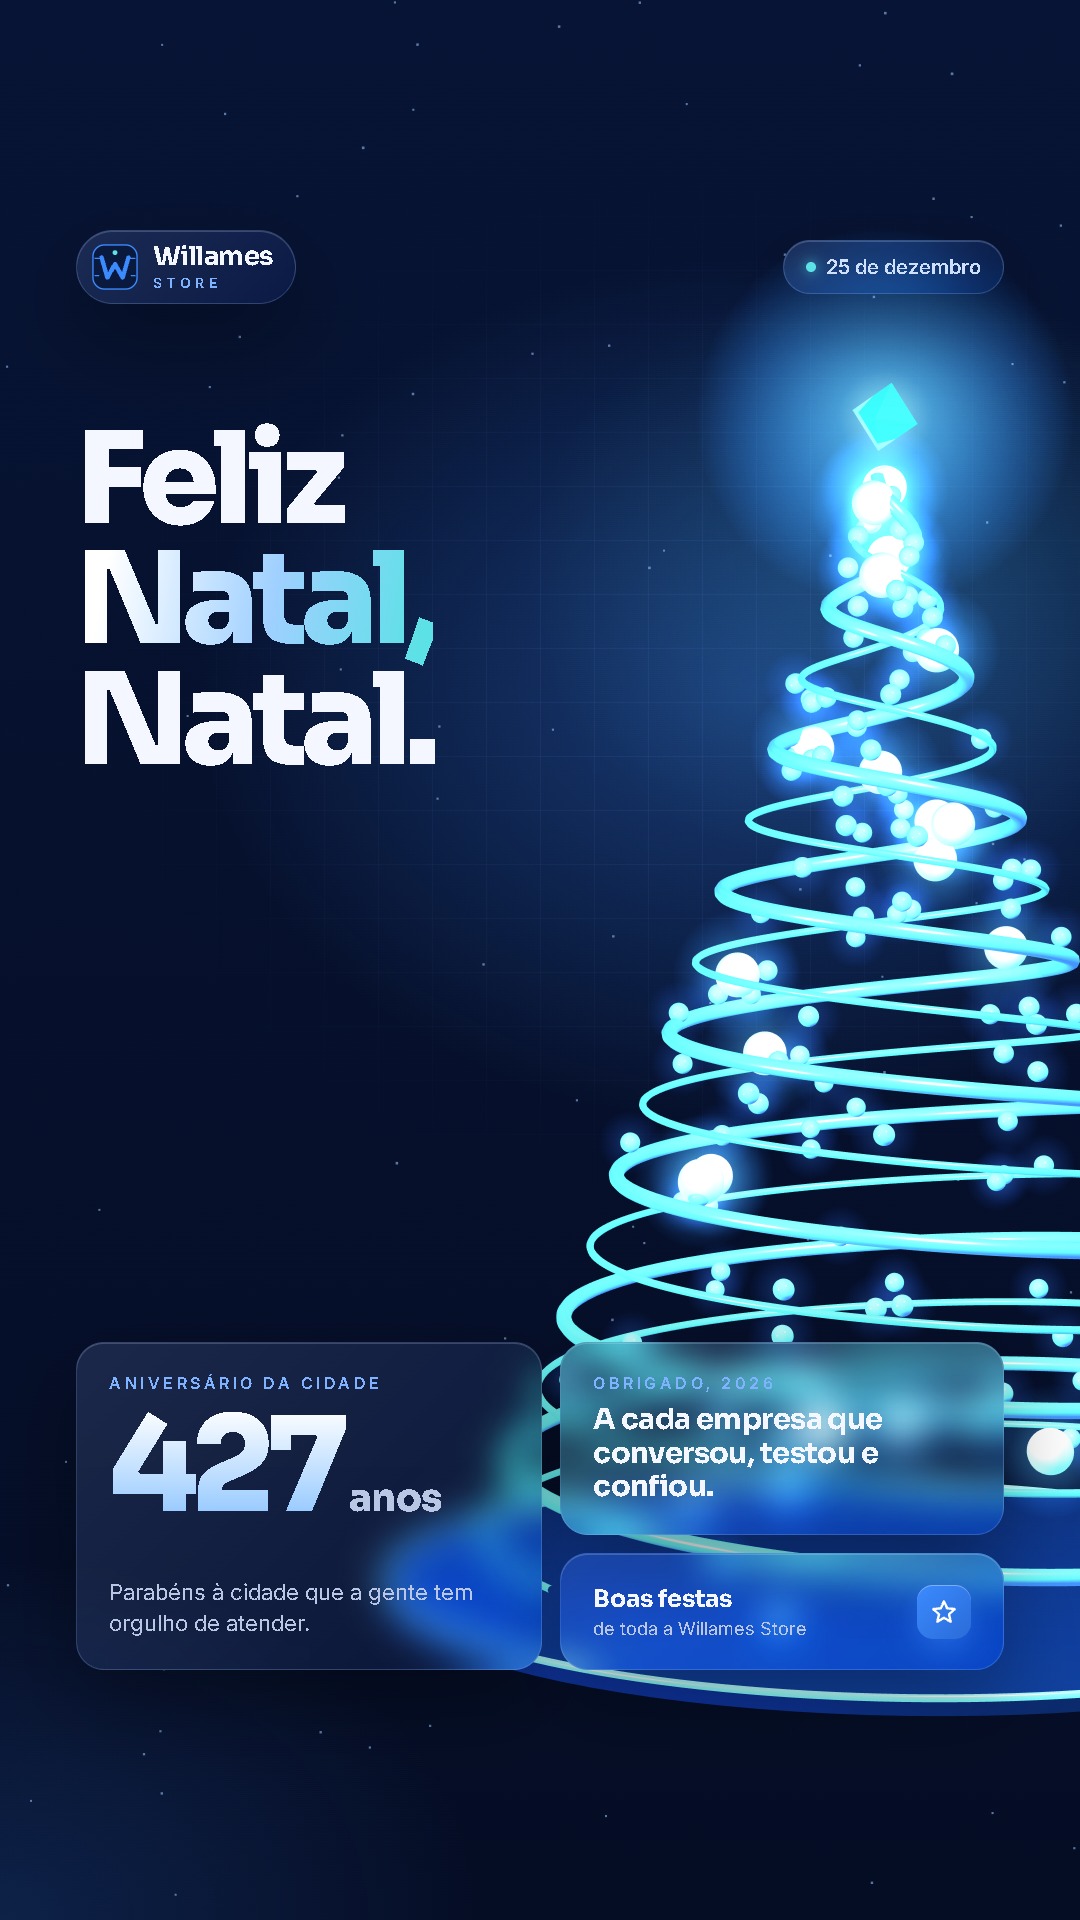 Willames
STORE
25 de dezembro
Feliz
Natal,
Natal.
ANIVERSÁRIO DA CIDADE
427 anos
Parabéns à cidade que a gente tem
orgulho de atender.
OBRIGADO, 2026
A cada empresa que
conversou, testou e
confiou.
Boas festas
de toda a Willames Store